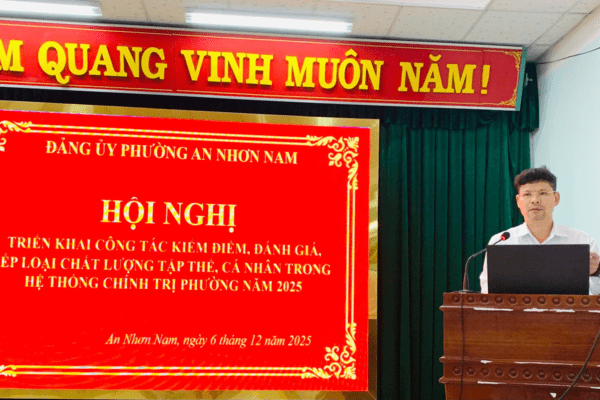 M QUANG VINH MUÔN NĂM!
ĐẢNG ỦY PHƯỜNG AN NHƠN NAM
HỘI NGHỊ
TRIỂN KHAI CÔNG TÁC KIỂM ĐIỂM, ĐÁNH GIÁ,
ẾP LOẠI CHẤT LƯỢNG TẬP THỂ, CÁ NHÂN TRONG
HỆ THỐNG CHÍNH TRỊ PHƯỜNG NĂM 2025
An Nhơn Nam, ngày 6 tháng 12 năm 2025